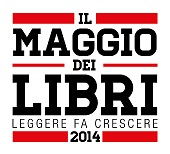 IL
MAGGIO
DEI
LIBRI
LEGGERE FA CRESCERE
2014